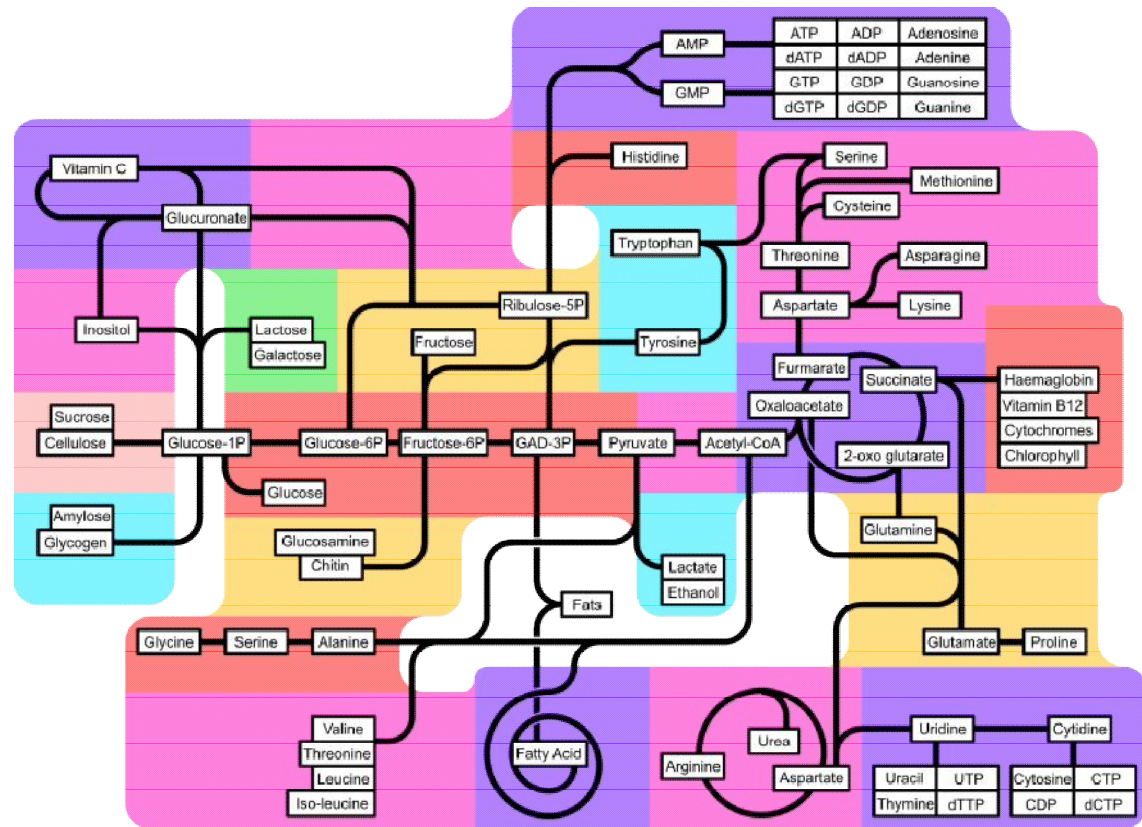 ATP ADP Adenosine
AMP
dATP dADP Adenine
GTP GDP Guanosine
GMP
dGTP dGDP Guanine
Vitamin C
Histidine
Serine
Methionine
Cysteine
Glucuronate
Tryptophan
Threonine
Asparagine
Ribulose-5P
Aspartate
Lysine
Inositol
Lactose
Galactose
Fructose
Tyrosine
Furmarate
Succinate
Haemaglobin
Vitamin B12
Cytochromes
Chlorophyll
Oxaloacetate
Sucrose
Cellulose
Glucose-1P
Glucose-6P
Fructose-6P
GAD-3P
Pyruvate
Acetyl-CoA
2-oxo glutarate
Glucose
Amylose
Glycogen
Glucosamine
Chitin
Glutamine
Lactate
Ethanol
Fats
Glycine
Serine
Alanine
Glutamate
Proline
Valine
Threonine
Leucine
Iso-leucine
Fatty Acid
Arginine
Urea
Aspartate
Uridine
Cytidine
Uracil UTP
Thymine dTTP
Cytosine CTP
CDP dCTP